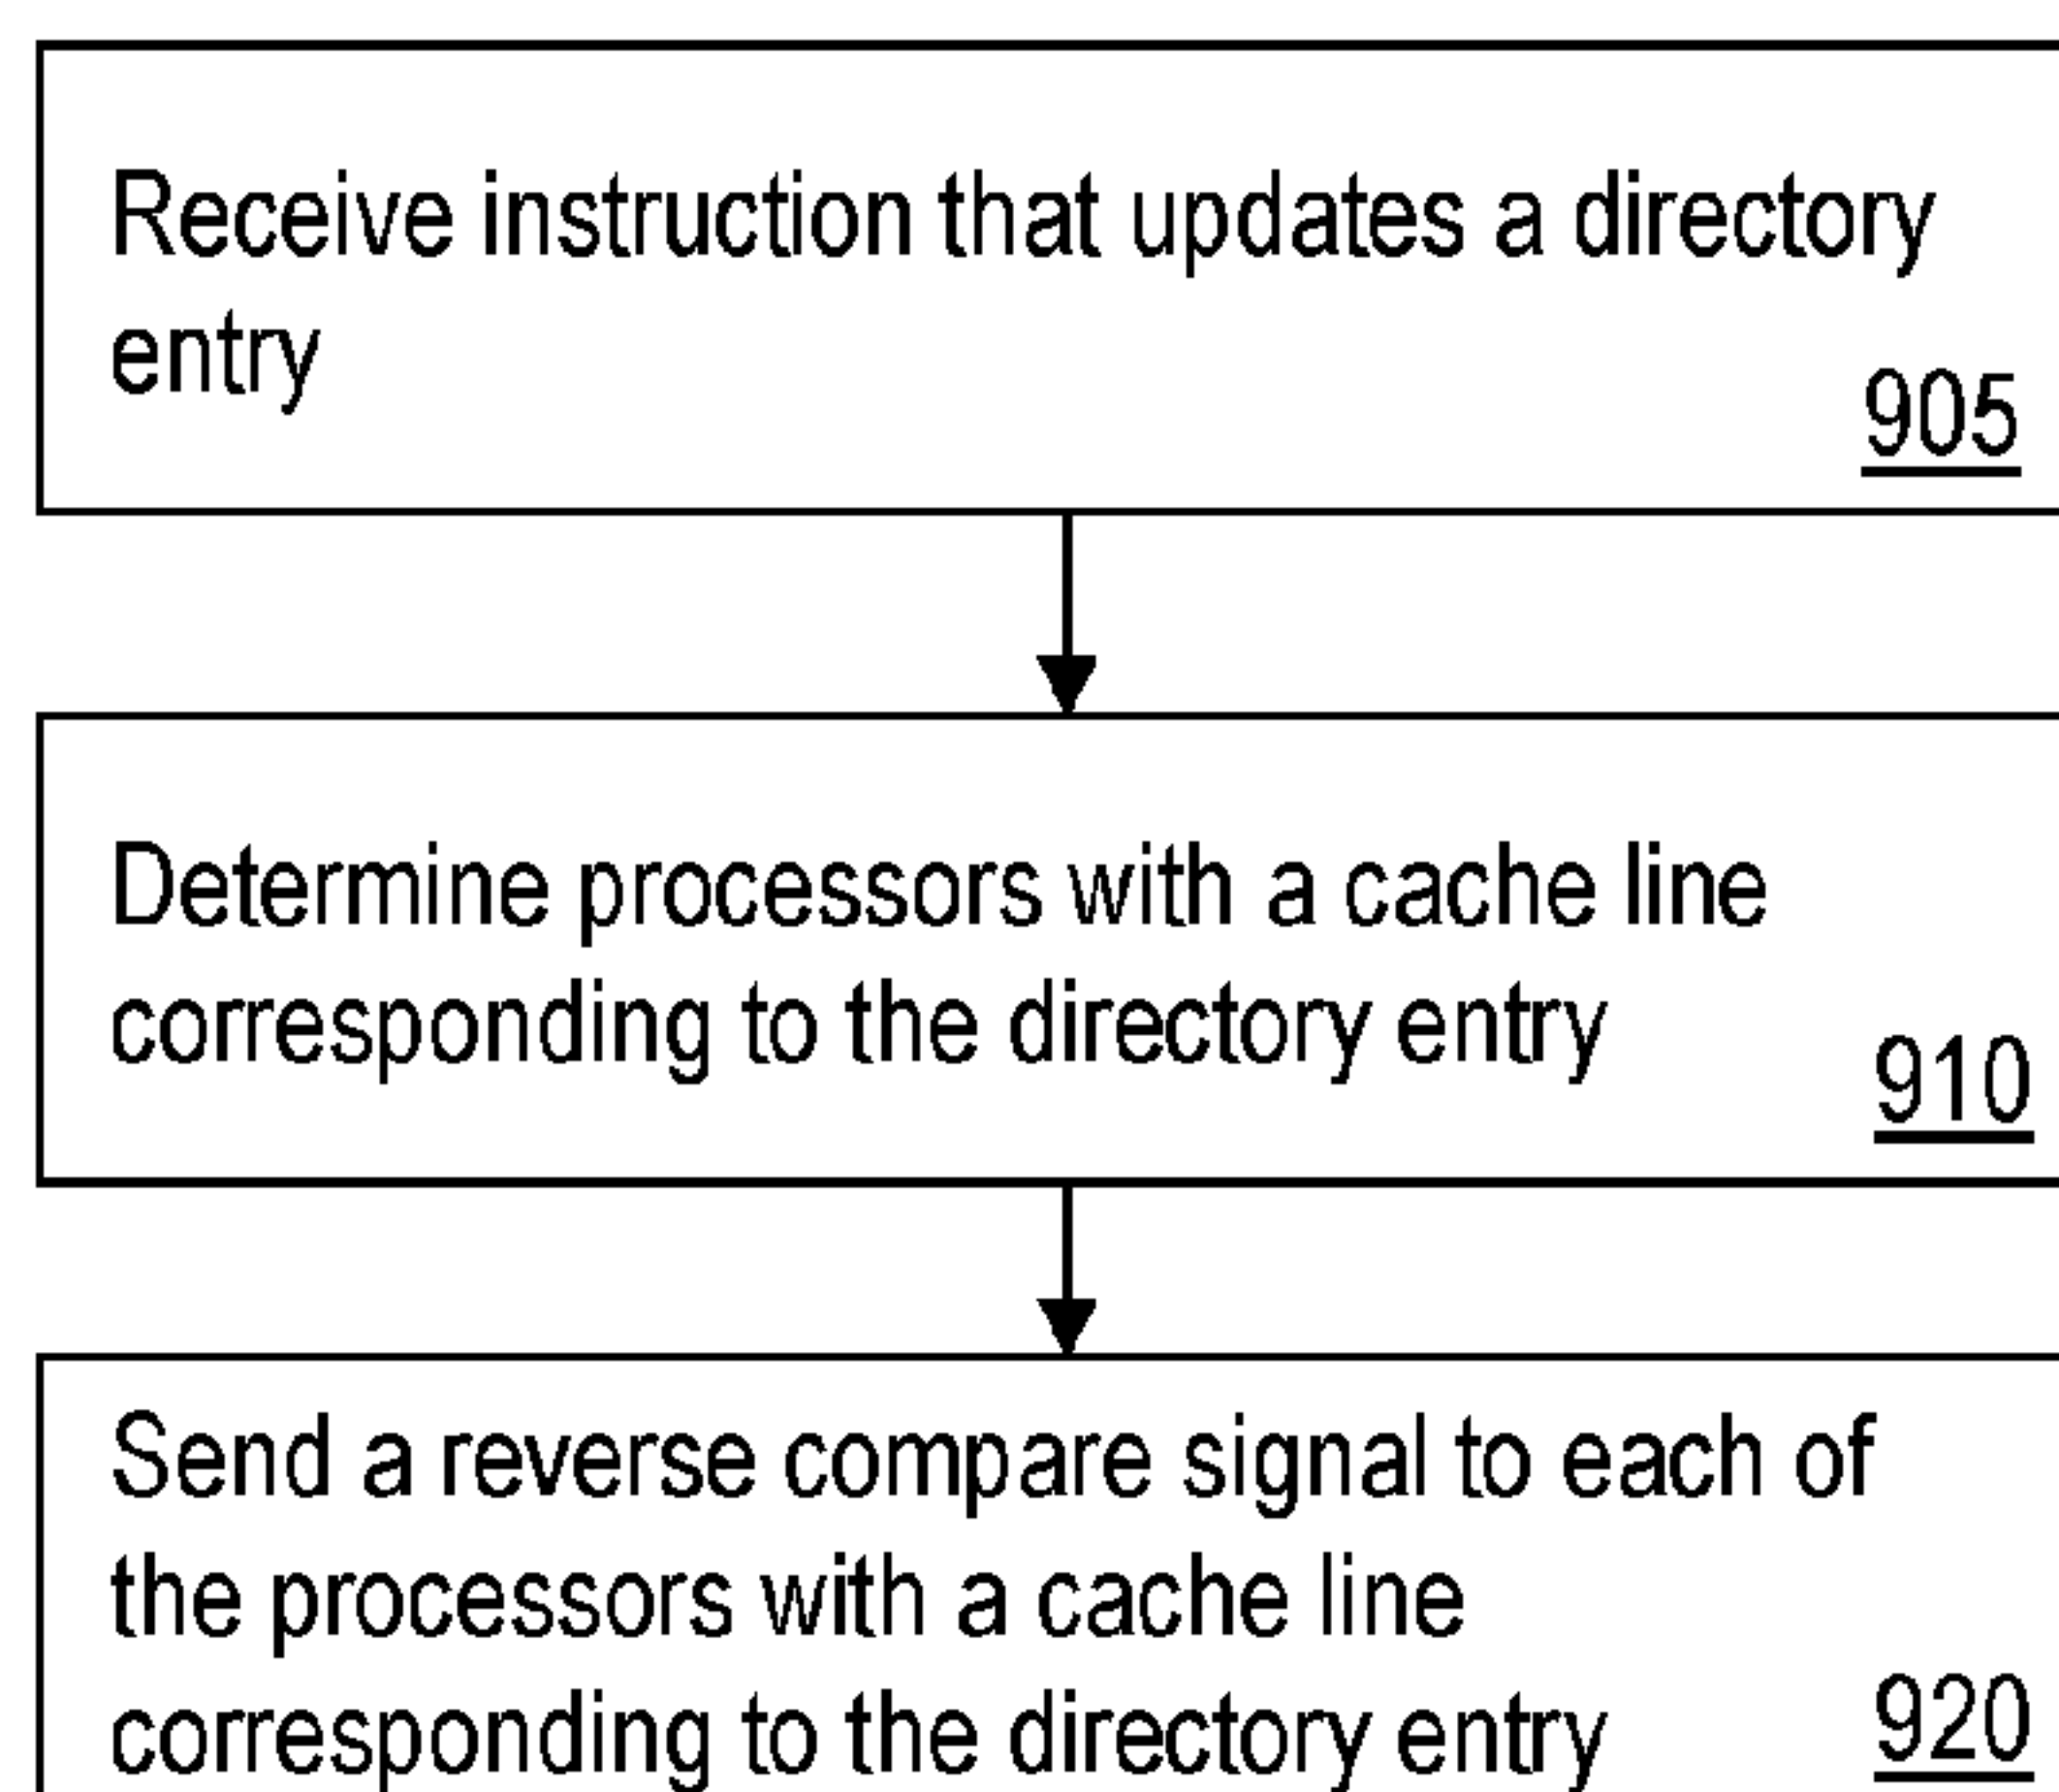 Receive instruction that updates a directory
entry
905
Determine processors with a cache line
corresponding to the directory entry
910
Send a reverse compare signal to each of
the processors with a cache line
corresponding to the directory entry
920